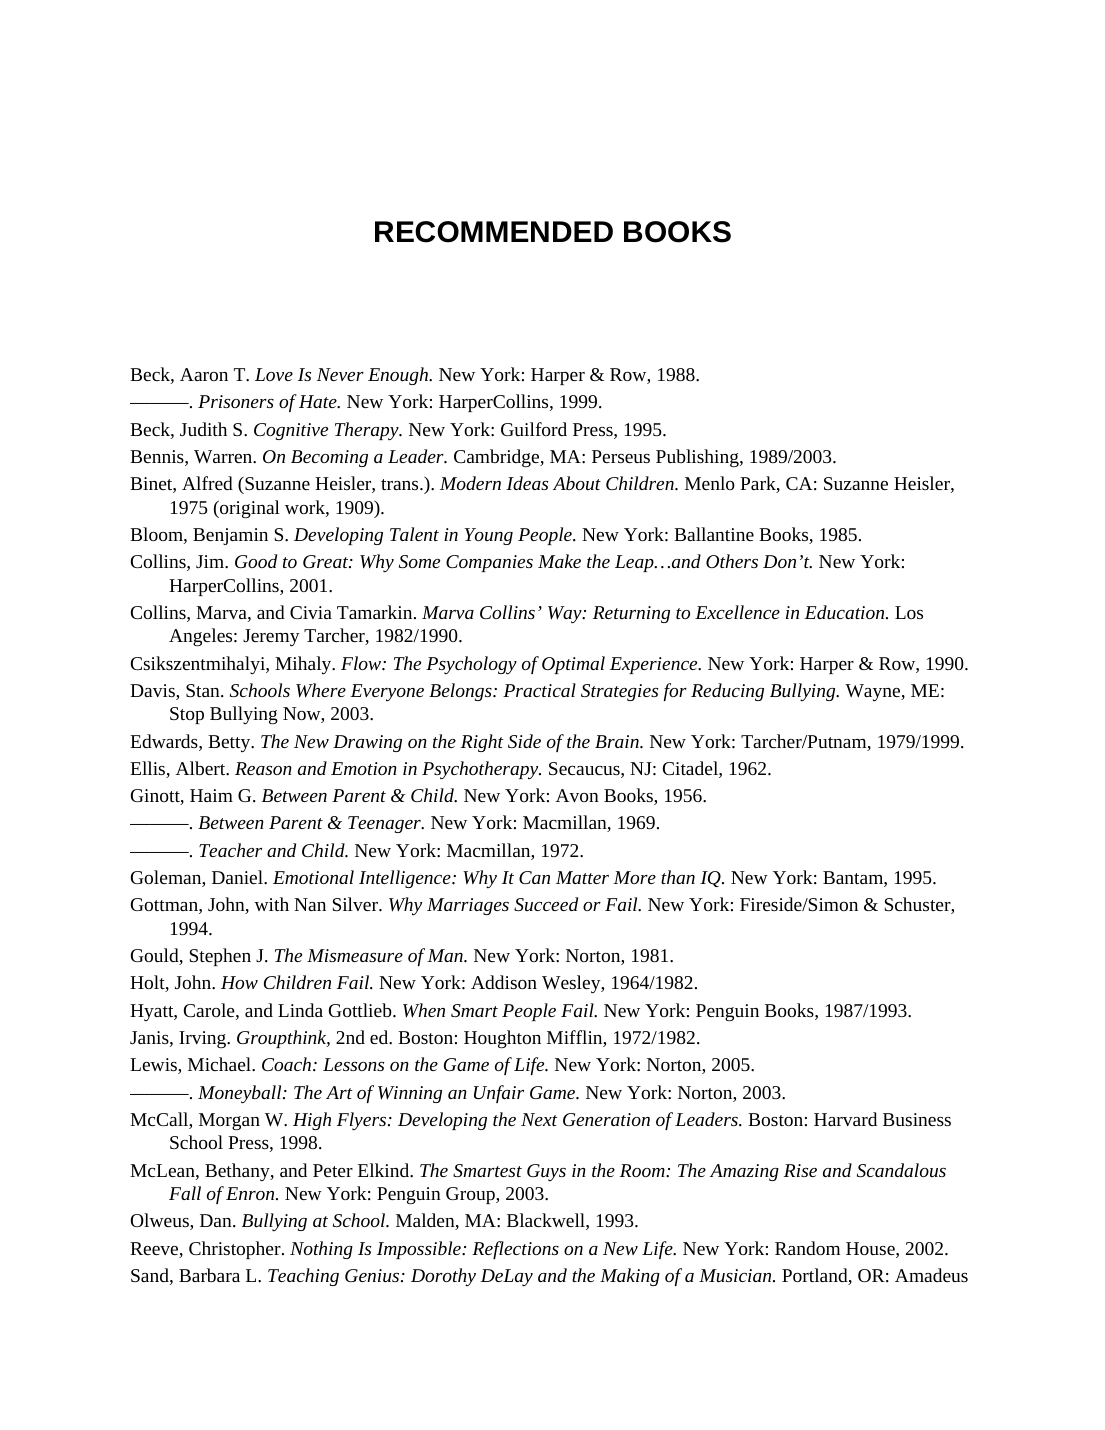 RECOMMENDED BOOKS
Beck, Aaron T. Love Is Never Enough. New York: Harper & Row, 1988.
———. Prisoners of Hate. New York: HarperCollins, 1999.
Beck, Judith S. Cognitive Therapy. New York: Guilford Press, 1995.
Bennis, Warren. On Becoming a Leader. Cambridge, MA: Perseus Publishing, 1989/2003.
Binet, Alfred (Suzanne Heisler, trans.). Modern Ideas About Children. Menlo Park, CA: Suzanne Heisler,
1975 (original work, 1909).
Bloom, Benjamin S. Developing Talent in Young People. New York: Ballantine Books, 1985.
Collins, Jim. Good to Great: Why Some Companies Make the Leap…and Others Don’t. New York:
HarperCollins, 2001.
Collins, Marva, and Civia Tamarkin. Marva Collins’ Way: Returning to Excellence in Education. Los
Angeles: Jeremy Tarcher, 1982/1990.
Csikszentmihalyi, Mihaly. Flow: The Psychology of Optimal Experience. New York: Harper & Row, 1990.
Davis, Stan. Schools Where Everyone Belongs: Practical Strategies for Reducing Bullying. Wayne, ME:
Stop Bullying Now, 2003.
Edwards, Betty. The New Drawing on the Right Side of the Brain. New York: Tarcher/Putnam, 1979/1999.
Ellis, Albert. Reason and Emotion in Psychotherapy. Secaucus, NJ: Citadel, 1962.
Ginott, Haim G. Between Parent & Child. New York: Avon Books, 1956.
———. Between Parent & Teenager. New York: Macmillan, 1969.
———. Teacher and Child. New York: Macmillan, 1972.
Goleman, Daniel. Emotional Intelligence: Why It Can Matter More than IQ. New York: Bantam, 1995.
Gottman, John, with Nan Silver. Why Marriages Succeed or Fail. New York: Fireside/Simon & Schuster,
1994.
Gould, Stephen J. The Mismeasure of Man. New York: Norton, 1981.
Holt, John. How Children Fail. New York: Addison Wesley, 1964/1982.
Hyatt, Carole, and Linda Gottlieb. When Smart People Fail. New York: Penguin Books, 1987/1993.
Janis, Irving. Groupthink, 2nd ed. Boston: Houghton Mifflin, 1972/1982.
Lewis, Michael. Coach: Lessons on the Game of Life. New York: Norton, 2005.
———. Moneyball: The Art of Winning an Unfair Game. New York: Norton, 2003.
McCall, Morgan W. High Flyers: Developing the Next Generation of Leaders. Boston: Harvard Business
School Press, 1998.
McLean, Bethany, and Peter Elkind. The Smartest Guys in the Room: The Amazing Rise and Scandalous
Fall of Enron. New York: Penguin Group, 2003.
Olweus, Dan. Bullying at School. Malden, MA: Blackwell, 1993.
Reeve, Christopher. Nothing Is Impossible: Reflections on a New Life. New York: Random House, 2002.
Sand, Barbara L. Teaching Genius: Dorothy DeLay and the Making of a Musician. Portland, OR: Amadeus